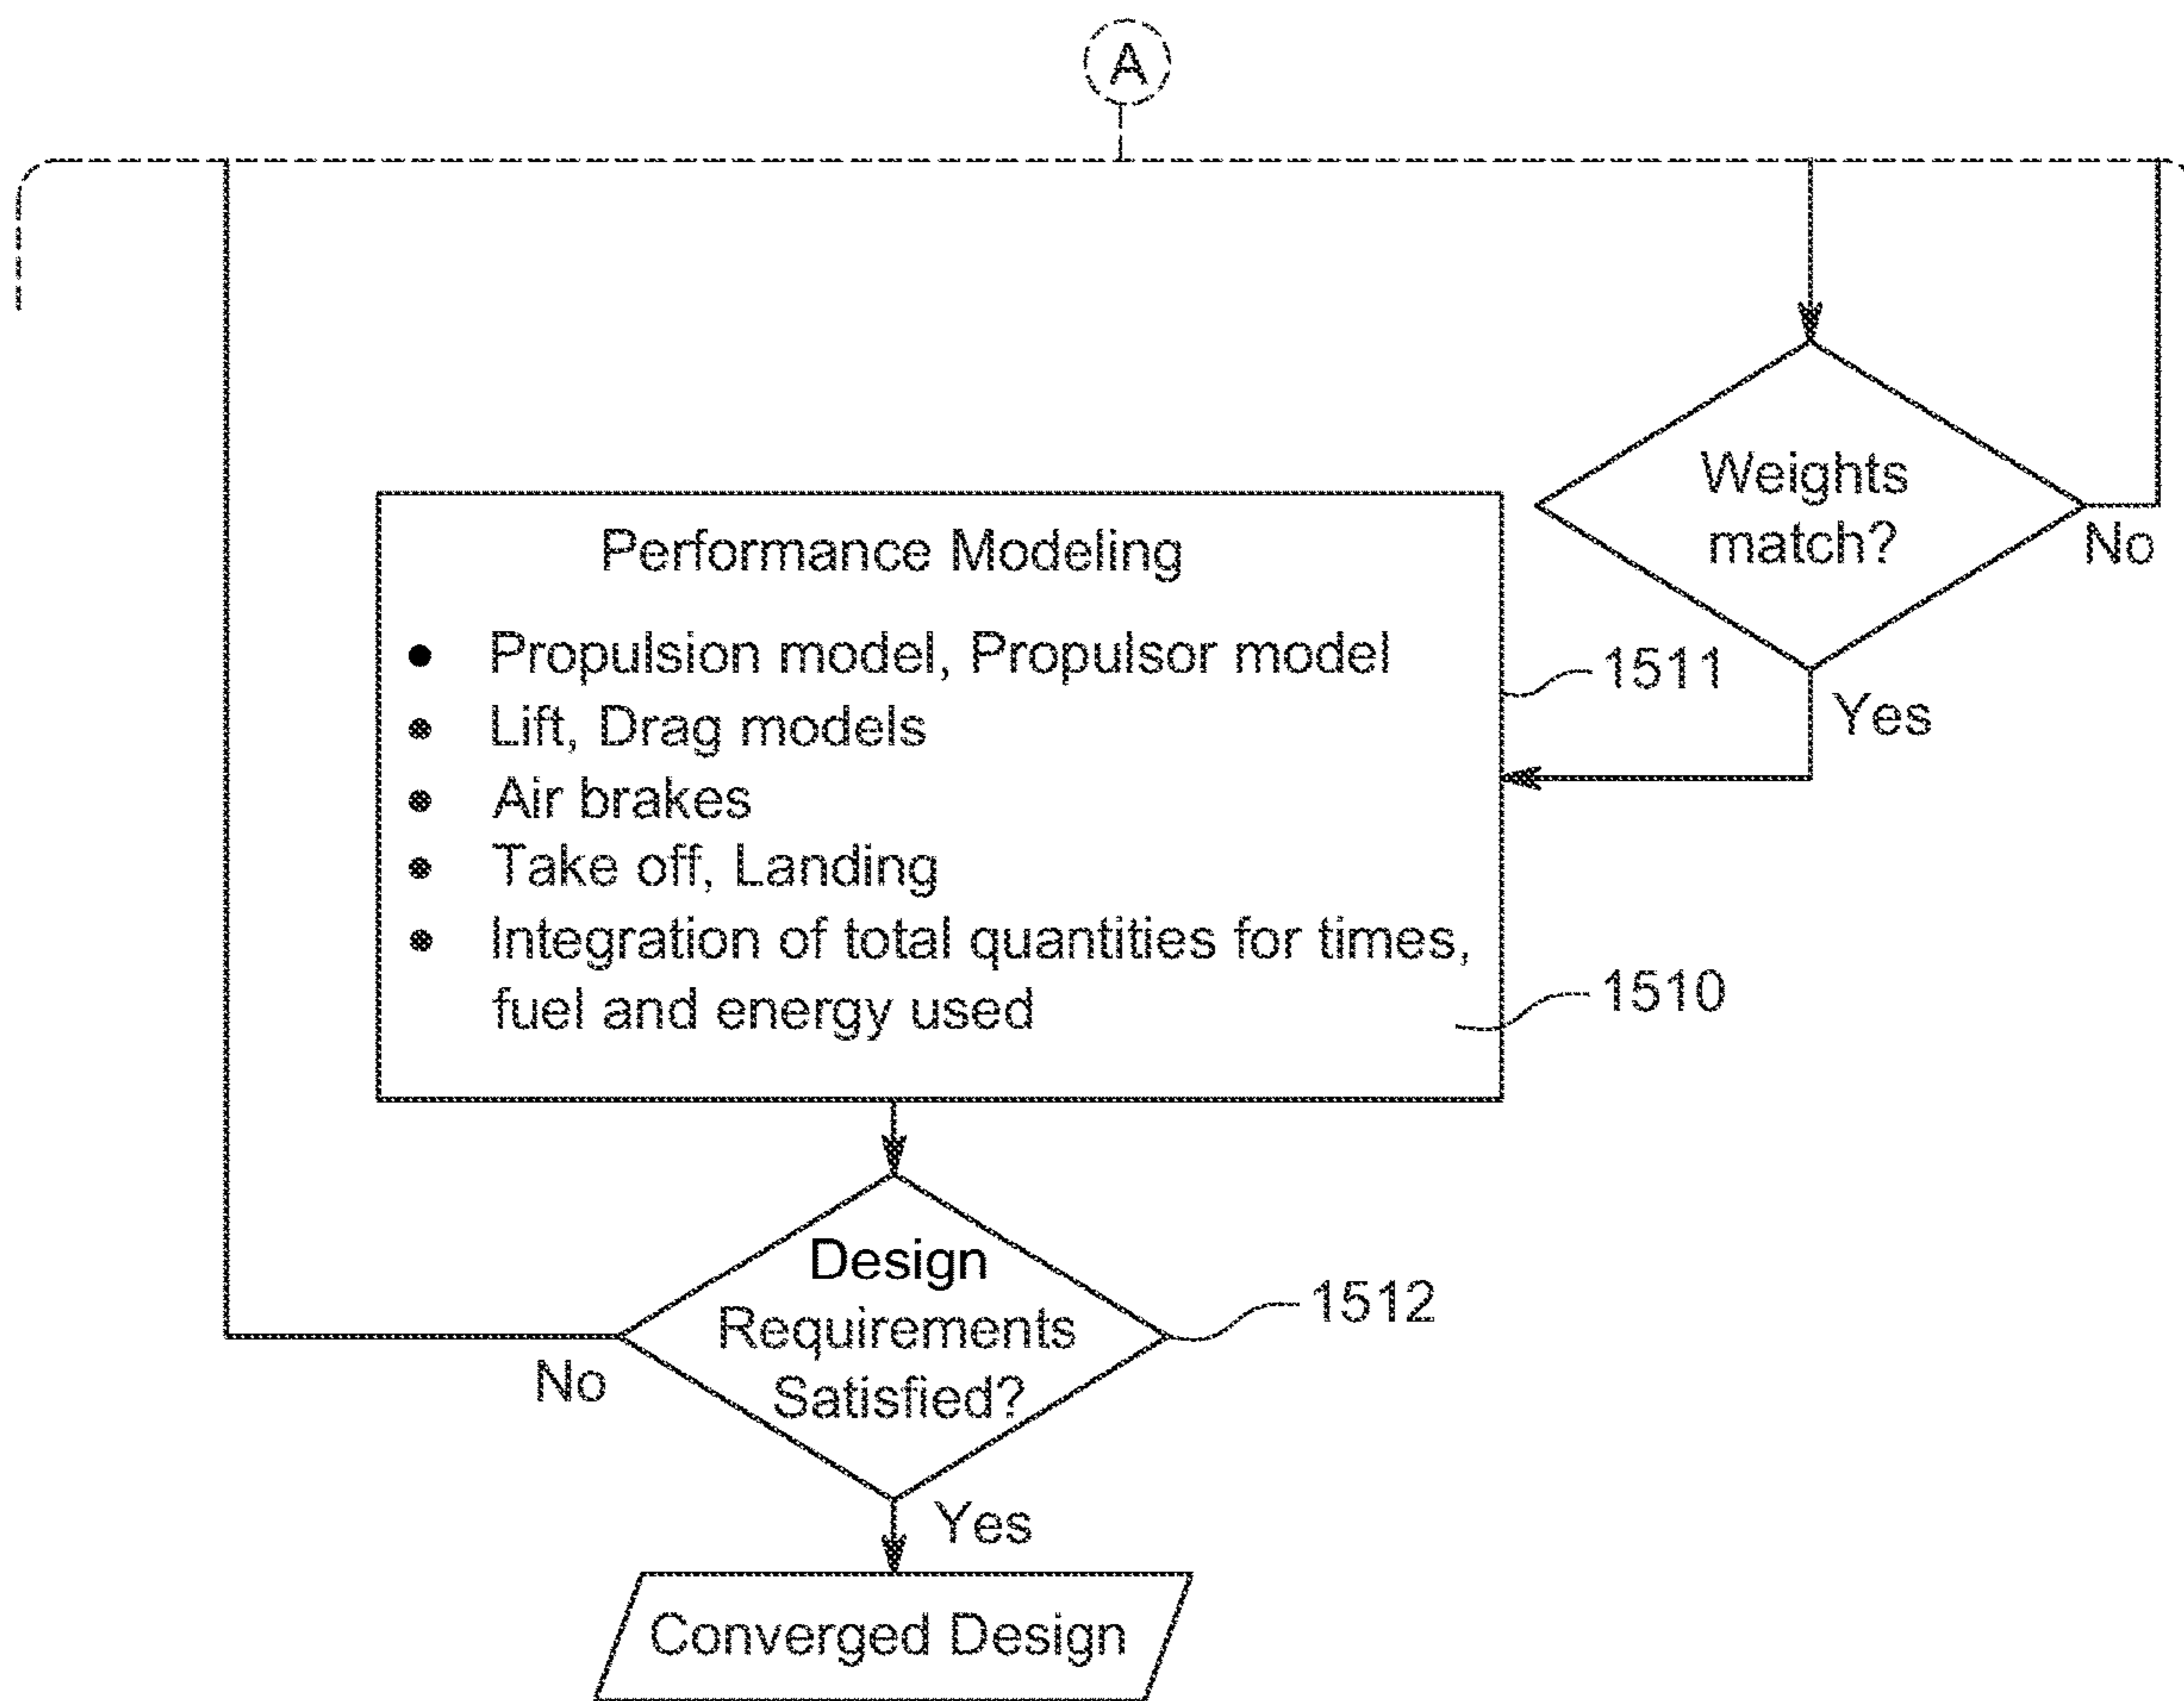 A
Weights
match?
No
Yes
Performance Modeling
• Propulsion model, Propulsor model
• Lift, Drag models
• Air brakes
• Take off, Landing
• Integration of total quantities for times,
fuel and energy used
1511
1510
Design
Requirements
Satisfied?
1512
No
Yes
Converged Design